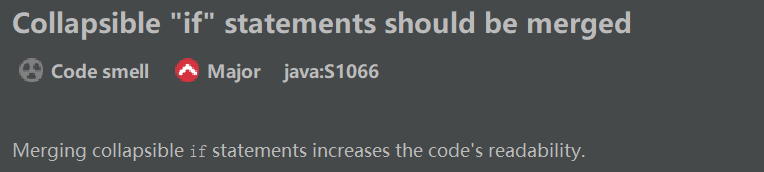 Collapsible "if" statements should be merged
Code smell Major java:S1066
Merging collapsible if statements increases the code's readability.